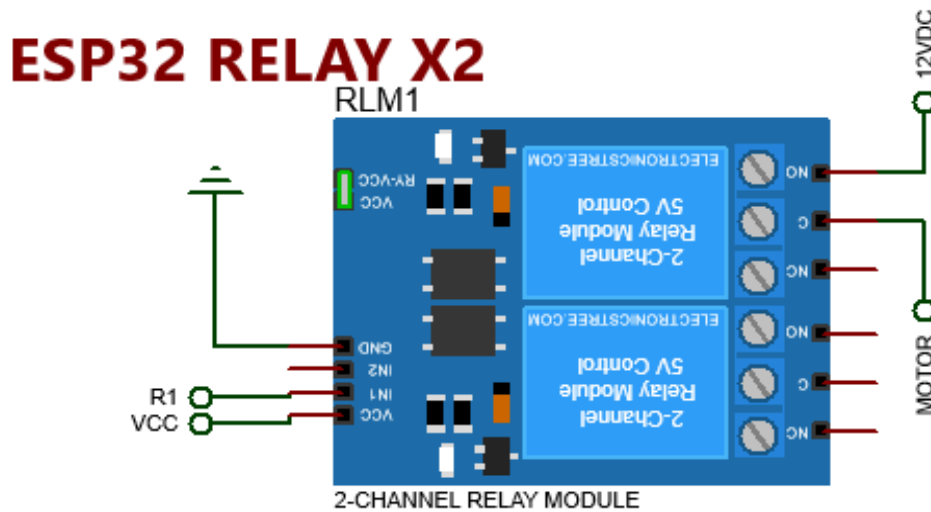 ESP32 RELAY X2
RLM1
12VDC
RY-VCC
VCC
ELECTRONICSTREE.COM
2-Channel
Relay Module
5V Control
NO
C
NC
ELECTRONICSTREE.COM
2-Channel
Relay Module
5V Control
NO
C
NC
GND
IN2
IN1
VCC
R1
VCC
MOTOR
2-CHANNEL RELAY MODULE